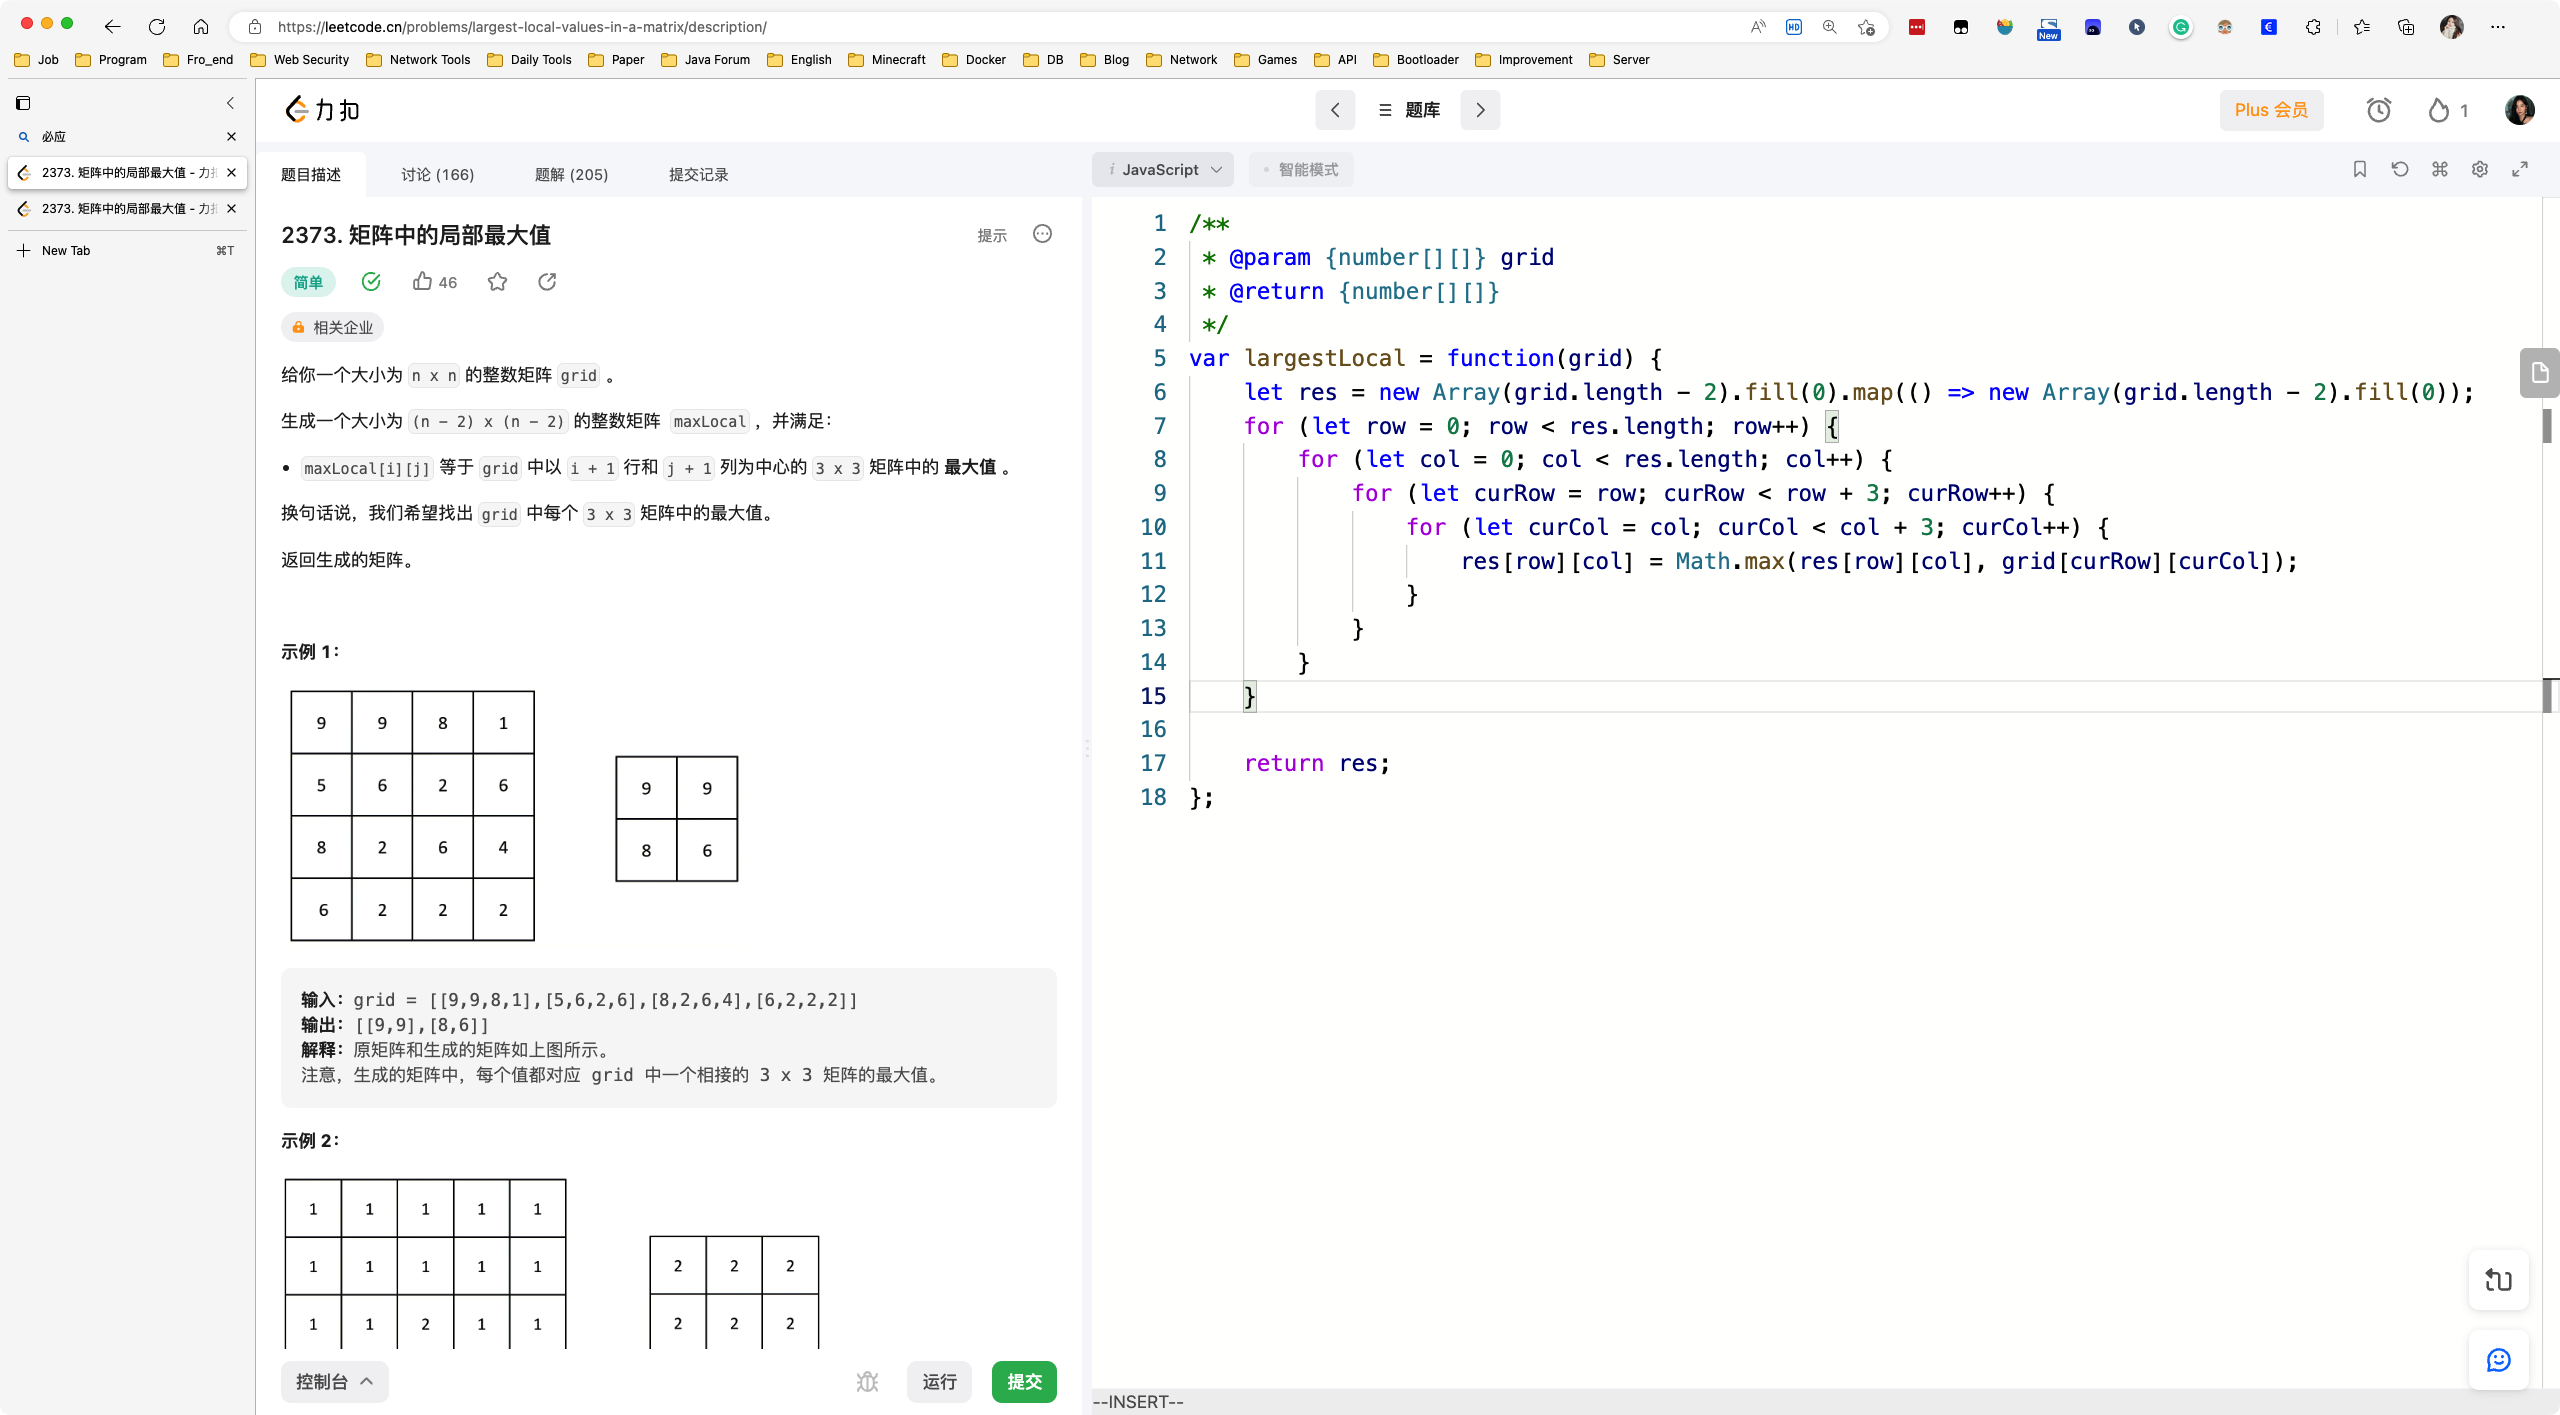 https://leetcode.cn/problems/largest-local-values-in-a-matrix/description/
HD
New
Job Program Fro_end Web Security Network Tools Daily Tools Paper Java Forum English Minecraft Docker DB Blog Network Games API Bootloader Improvement Server
必应
2373. 矩阵中的局部最大值 - 力扣
2373. 矩阵中的局部最大值 - 力扣
New Tab ⌘T
力扣
题库
Plus 会员
1
题目描述 讨论 (166) 题解 (205) 提交记录
2373. 矩阵中的局部最大值
提示
简单 46
相关企业
给你一个大小为 n x n 的整数矩阵 grid 。
生成一个大小为 (n - 2) x (n - 2) 的整数矩阵 maxLocal ，并满足：
• maxLocal[i][j] 等于 grid 中以 i + 1 行和 j + 1 列为中心的 3 x 3 矩阵中的 最大值 。
换句话说，我们希望找出 grid 中每个 3 x 3 矩阵中的最大值。
返回生成的矩阵。
示例 1：
9 9 8 1
5 6 2 6
8 2 6 4
6 2 2 2
9 9
8 6
输入：grid = [[9,9,8,1],[5,6,2,6],[8,2,6,4],[6,2,2,2]]
输出：[[9,9],[8,6]]
解释：原矩阵和生成的矩阵如上图所示。
注意，生成的矩阵中，每个值都对应 grid 中一个相接的 3 x 3 矩阵的最大值。
示例 2：
1 1 1 1 1
1 1 1 1 1
1 1 2 1 1
2 2 2
2 2 2
控制台 运行 提交
i JavaScript 智能模式
1 /**
2  * @param {number[][]} grid
3  * @return {number[][]}
4  */
5 var largestLocal = function(grid) {
6     let res = new Array(grid.length - 2).fill(0).map(() => new Array(grid.length - 2).fill(0));
7     for (let row = 0; row < res.length; row++) {
8         for (let col = 0; col < res.length; col++) {
9             for (let curRow = row; curRow < row + 3; curRow++) {
10                 for (let curCol = col; curCol < col + 3; curCol++) {
11                     res[row][col] = Math.max(res[row][col], grid[curRow][curCol]);
12                 }
13             }
14         }
15     }
16
17     return res;
18 };
--INSERT--